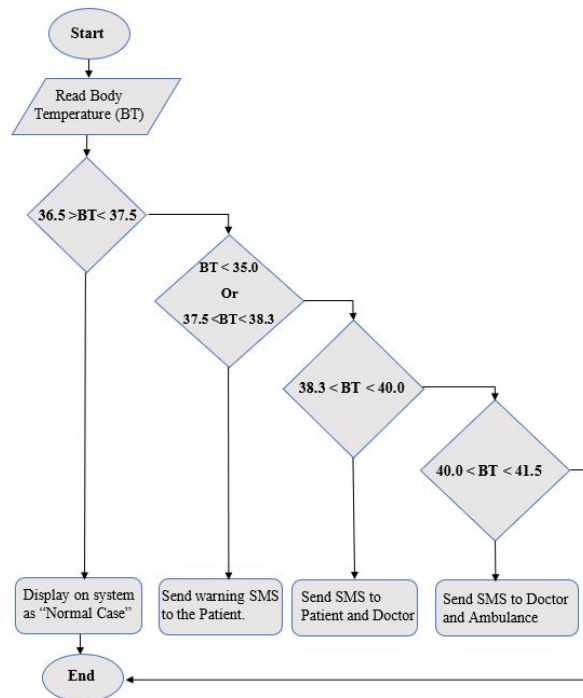 Start
Read Body
Temperature (BT)
36.5 >BT< 37.5
BT < 35.0
Or
37.5 <BT< 38.3
38.3 < BT < 40.0
40.0 < BT < 41.5
Display on system
as “Normal Case”
Send warning SMS
to the Patient.
Send SMS to
Patient and Doctor
Send SMS to Doctor
and Ambulance
End